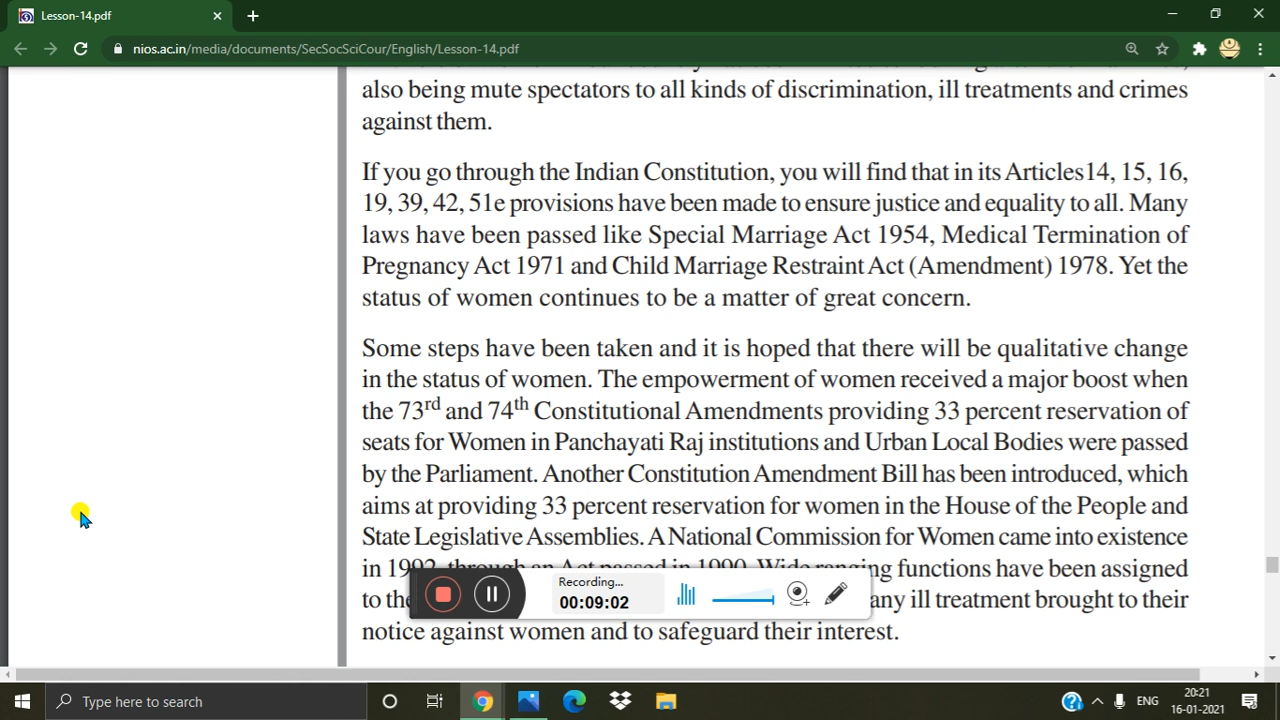 Lesson-14.pdf
nios.ac.in/media/documents/SecSocSciCour/English/Lesson-14.pdf
also being mute spectators to all kinds of discrimination, ill treatments and crimes
against them.
If you go through the Indian Constitution, you will find that in its Articles14, 15, 16,
19, 39, 42, 51e provisions have been made to ensure justice and equality to all. Many
laws have been passed like Special Marriage Act 1954, Medical Termination of
Pregnancy Act 1971 and Child Marriage Restraint Act (Amendment) 1978. Yet the
status of women continues to be a matter of great concern.
Some steps have been taken and it is hoped that there will be qualitative change
in the status of women. The empowerment of women received a major boost when
the 73rd and 74th Constitutional Amendments providing 33 percent reservation of
seats for Women in Panchayati Raj institutions and Urban Local Bodies were passed
by the Parliament. Another Constitution Amendment Bill has been introduced, which
aims at providing 33 percent reservation for women in the House of the People and
State Legislative Assemblies. A National Commission for Women came into existence
in 1992, through an Act passed in 1990. Wide ranging functions have been assigned
to the any ill treatment brought to their
notice against women and to safeguard their interest.
Recording...
00:09:02
Type here to search
ENG
20:21
16-01-2021